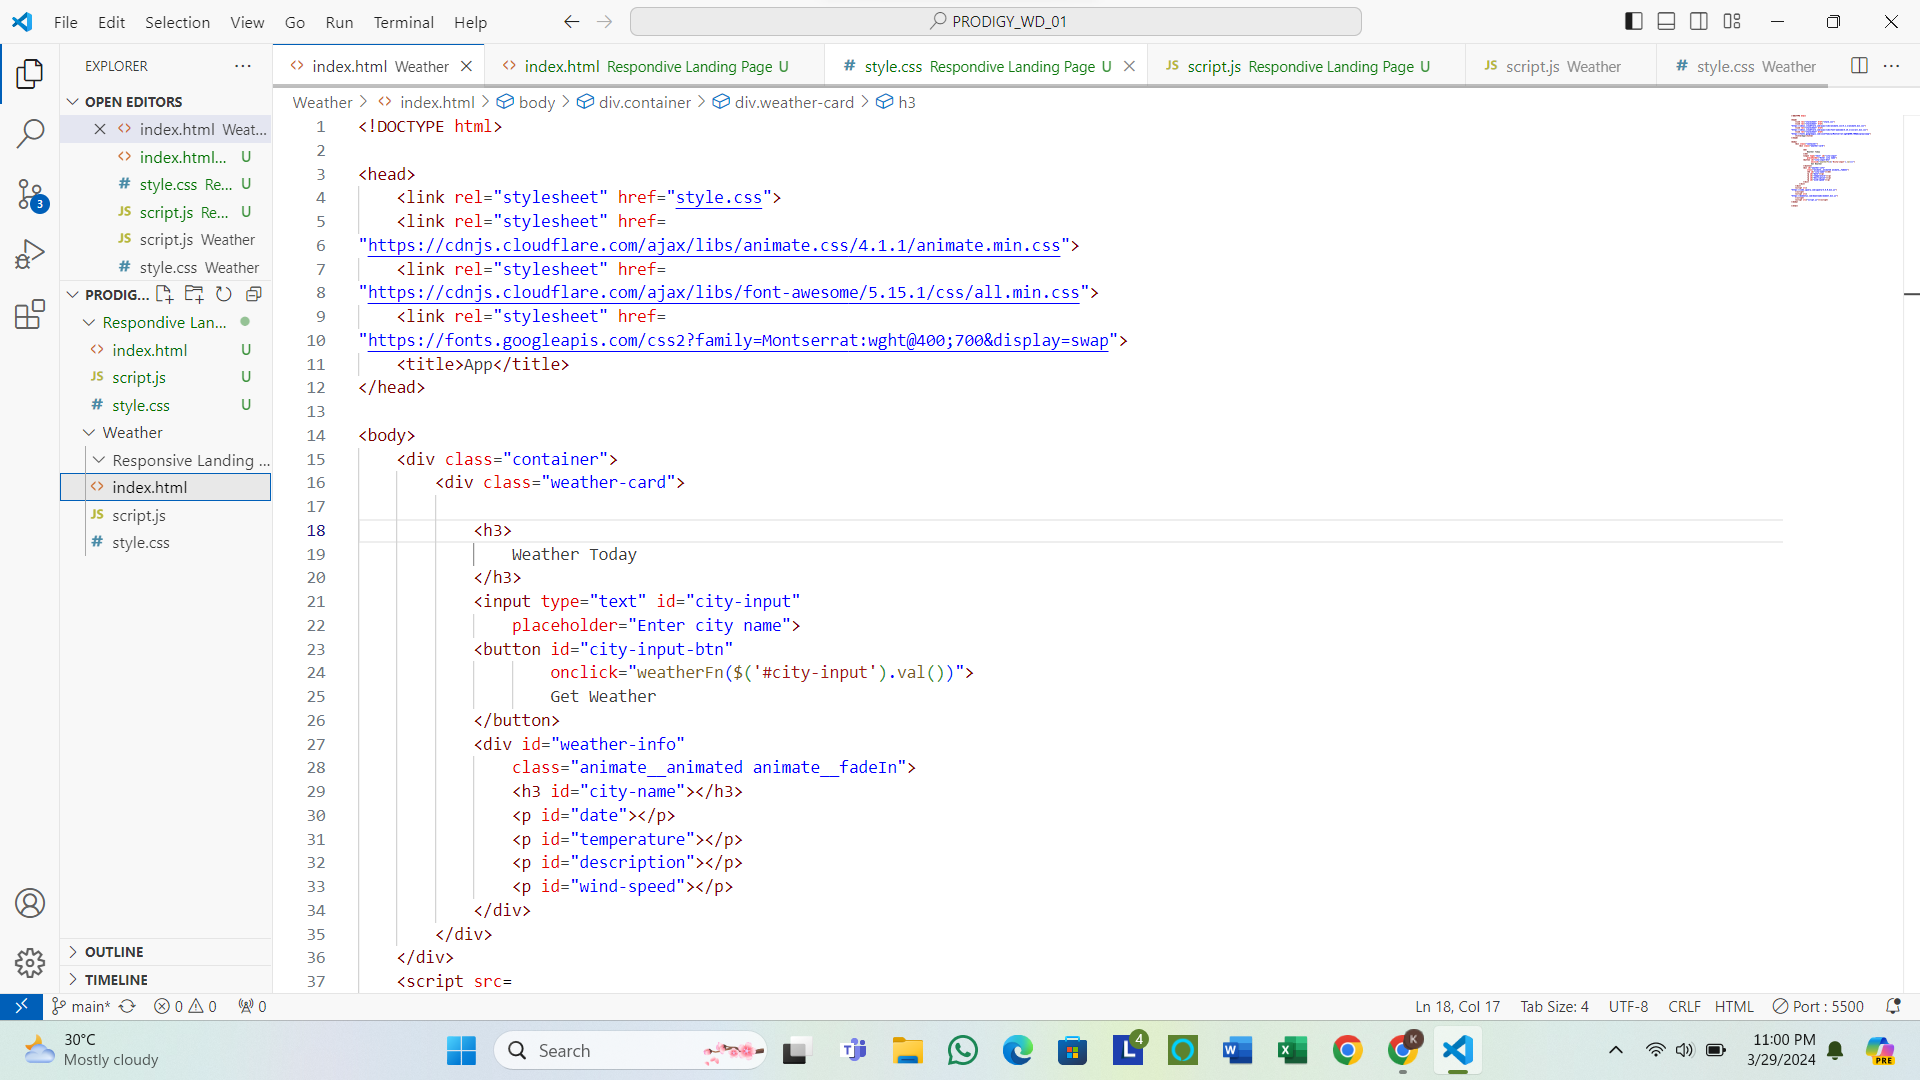 File Edit Selection View Go Run Terminal Help
PRODIGY_WD_01
EXPLORER
index.html Weather
index.html Respondive Landing Page U
style.css Respondive Landing Page U
script.js Respondive Landing Page U
script.js Weather
style.css Weather
OPEN EDITORS
index.html Weat...
index.html... U
style.css Re... U
script.js Re... U
script.js Weather
style.css Weather
PRODIG...
Respondive Lan...
index.html U
script.js U
style.css U
Weather
Responsive Landing ...
index.html
script.js
style.css
OUTLINE
TIMELINE
Weather > index.html > body > div.container > div.weather-card > h3
1 <!DOCTYPE html>
2
3 <head>
4 <link rel="stylesheet" href="style.css">
5 <link rel="stylesheet" href=
6 "https://cdnjs.cloudflare.com/ajax/libs/animate.css/4.1.1/animate.min.css">
7 <link rel="stylesheet" href=
8 "https://cdnjs.cloudflare.com/ajax/libs/font-awesome/5.15.1/css/all.min.css">
9 <link rel="stylesheet" href=
10 "https://fonts.googleapis.com/css2?family=Montserrat:wght@400;700&display=swap">
11 <title>App</title>
12 </head>
13
14 <body>
15 <div class="container">
16 <div class="weather-card">
17
18 <h3>
19 Weather Today
20 </h3>
21 <input type="text" id="city-input"
22 placeholder="Enter city name">
23 <button id="city-input-btn"
24 onclick="weatherFn($('#city-input').val())">
25 Get Weather
26 </button>
27 <div id="weather-info"
28 class="animate__animated animate__fadeIn">
29 <h3 id="city-name"></h3>
30 <p id="date"></p>
31 <p id="temperature"></p>
32 <p id="description"></p>
33 <p id="wind-speed"></p>
34 </div>
35 </div>
36 </div>
37 <script src=
3
main* 0 0 0
Ln 18, Col 17 Tab Size: 4 UTF-8 CRLF HTML Port : 5500
30°C
Mostly cloudy
Search
4
K
11:00 PM
3/29/2024
PRE